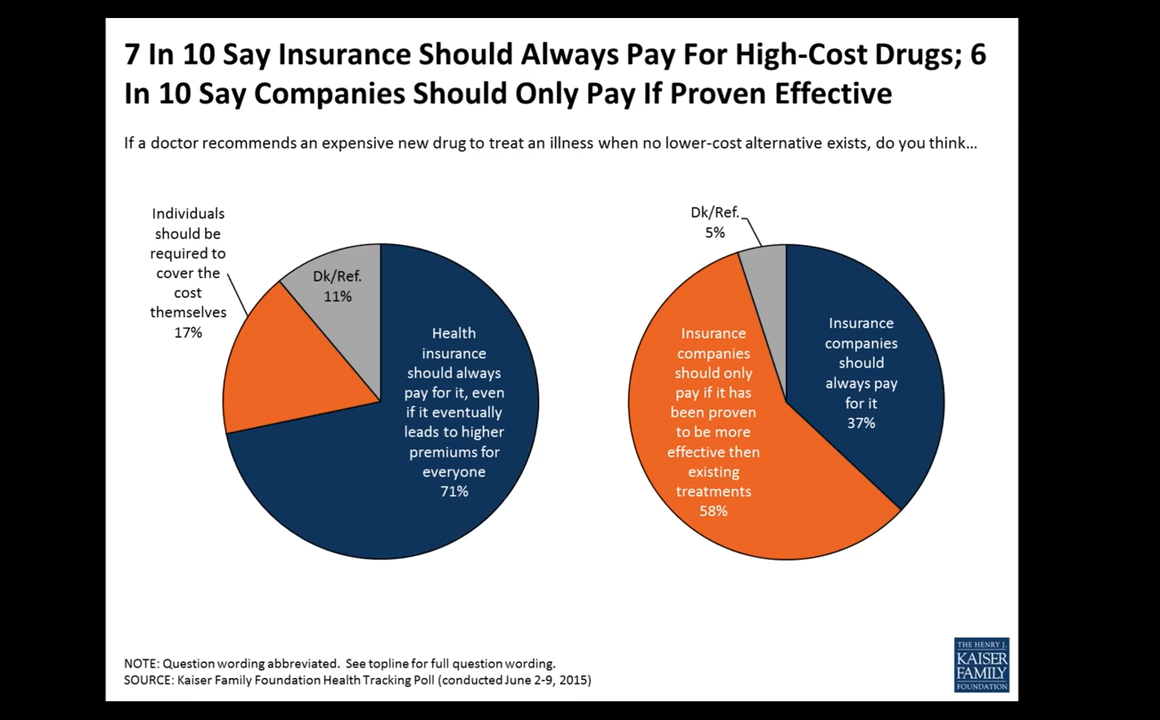 7 In 10 Say Insurance Should Always Pay For High-Cost Drugs; 6
In 10 Say Companies Should Only Pay If Proven Effective
If a doctor recommends an expensive new drug to treat an illness when no lower-cost alternative exists, do you think…
Individuals
should be
required to
cover the
cost
themselves
17%
Dk/Ref.
11%
Health
insurance
should always
pay for it, even
if it eventually
leads to higher
premiums for
everyone
71%
Dk/Ref.
5%
Insurance
companies
should only
pay if it has
been proven
to be more
effective then
existing
treatments
58%
Insurance
companies
should
always pay
for it
37%
NOTE: Question wording abbreviated. See topline for full question wording.
SOURCE: Kaiser Family Foundation Health Tracking Poll (conducted June 2-9, 2015)
THE HENRY J.
KAISER
FAMILY
FOUNDATION